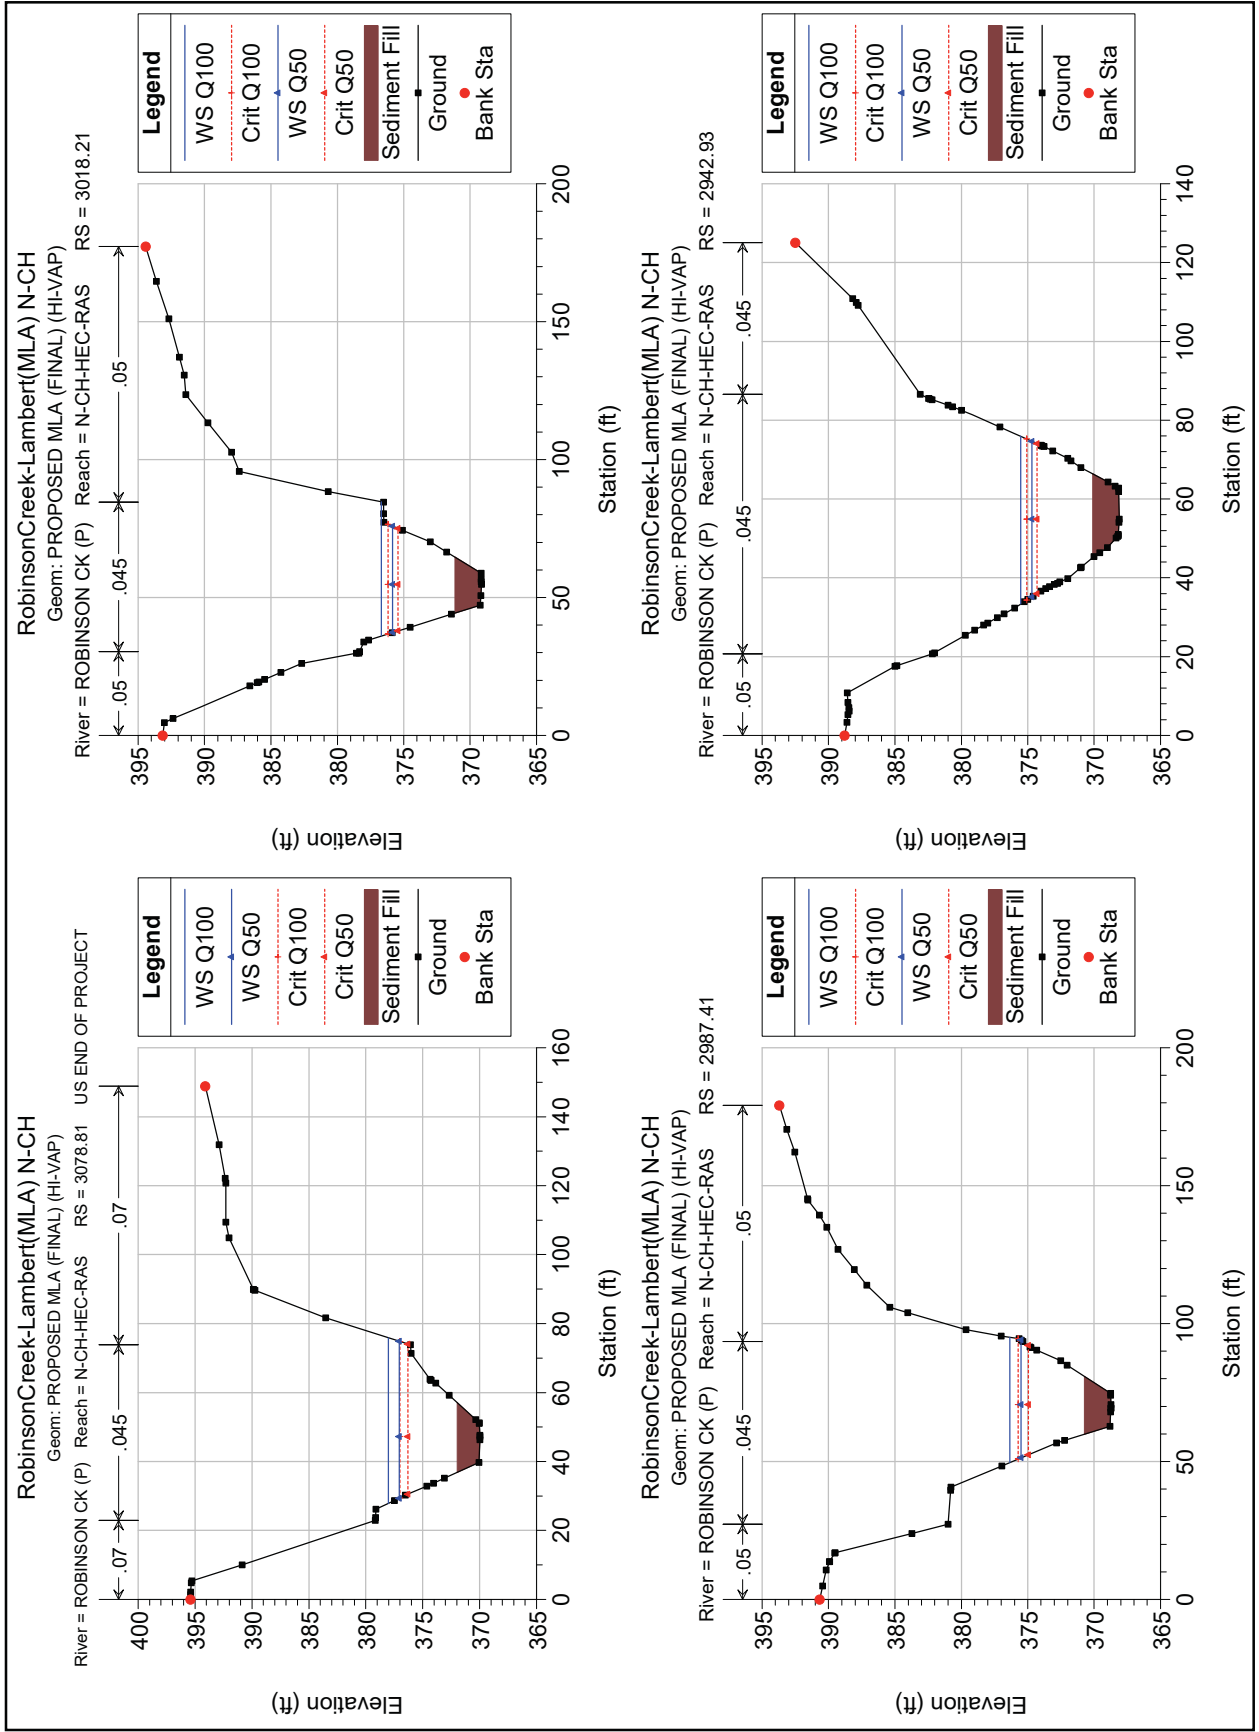 RobinsonCreek-Lambert(MLA) N-CH
Geom: PROPOSED MLA (FINAL) (HI-VAP)
River = ROBINSON CK (P) Reach = N-CH-HEC-RAS RS = 3078.81 US END OF PROJECT
.07 .045 .07
400
395
390
385
380
375
370
365
Elevation (ft)
0 20 40 60 80 100 120 140 160
Station (ft)
Legend
WS Q100
WS Q50
Crit Q100
Crit Q50
Sediment Fill
Ground
Bank Sta
RobinsonCreek-Lambert(MLA) N-CH
Geom: PROPOSED MLA (FINAL) (HI-VAP)
River = ROBINSON CK (P) Reach = N-CH-HEC-RAS RS = 3018.21
.05 .045 .05
395
390
385
380
375
370
365
Elevation (ft)
0 50 100 150 200
Station (ft)
Legend
WS Q100
Crit Q100
WS Q50
Crit Q50
Sediment Fill
Ground
Bank Sta
RobinsonCreek-Lambert(MLA) N-CH
Geom: PROPOSED MLA (FINAL) (HI-VAP)
River = ROBINSON CK (P) Reach = N-CH-HEC-RAS RS = 2987.41
.05 .045 .05
395
390
385
380
375
370
365
Elevation (ft)
0 50 100 150 200
Station (ft)
Legend
WS Q100
Crit Q100
WS Q50
Crit Q50
Sediment Fill
Ground
Bank Sta
RobinsonCreek-Lambert(MLA) N-CH
Geom: PROPOSED MLA (FINAL) (HI-VAP)
River = ROBINSON CK (P) Reach = N-CH-HEC-RAS RS = 2942.93
.05 .045 .045
395
390
385
380
375
370
365
Elevation (ft)
0 20 40 60 80 100 120 140
Station (ft)
Legend
WS Q100
Crit Q100
WS Q50
Crit Q50
Sediment Fill
Ground
Bank Sta